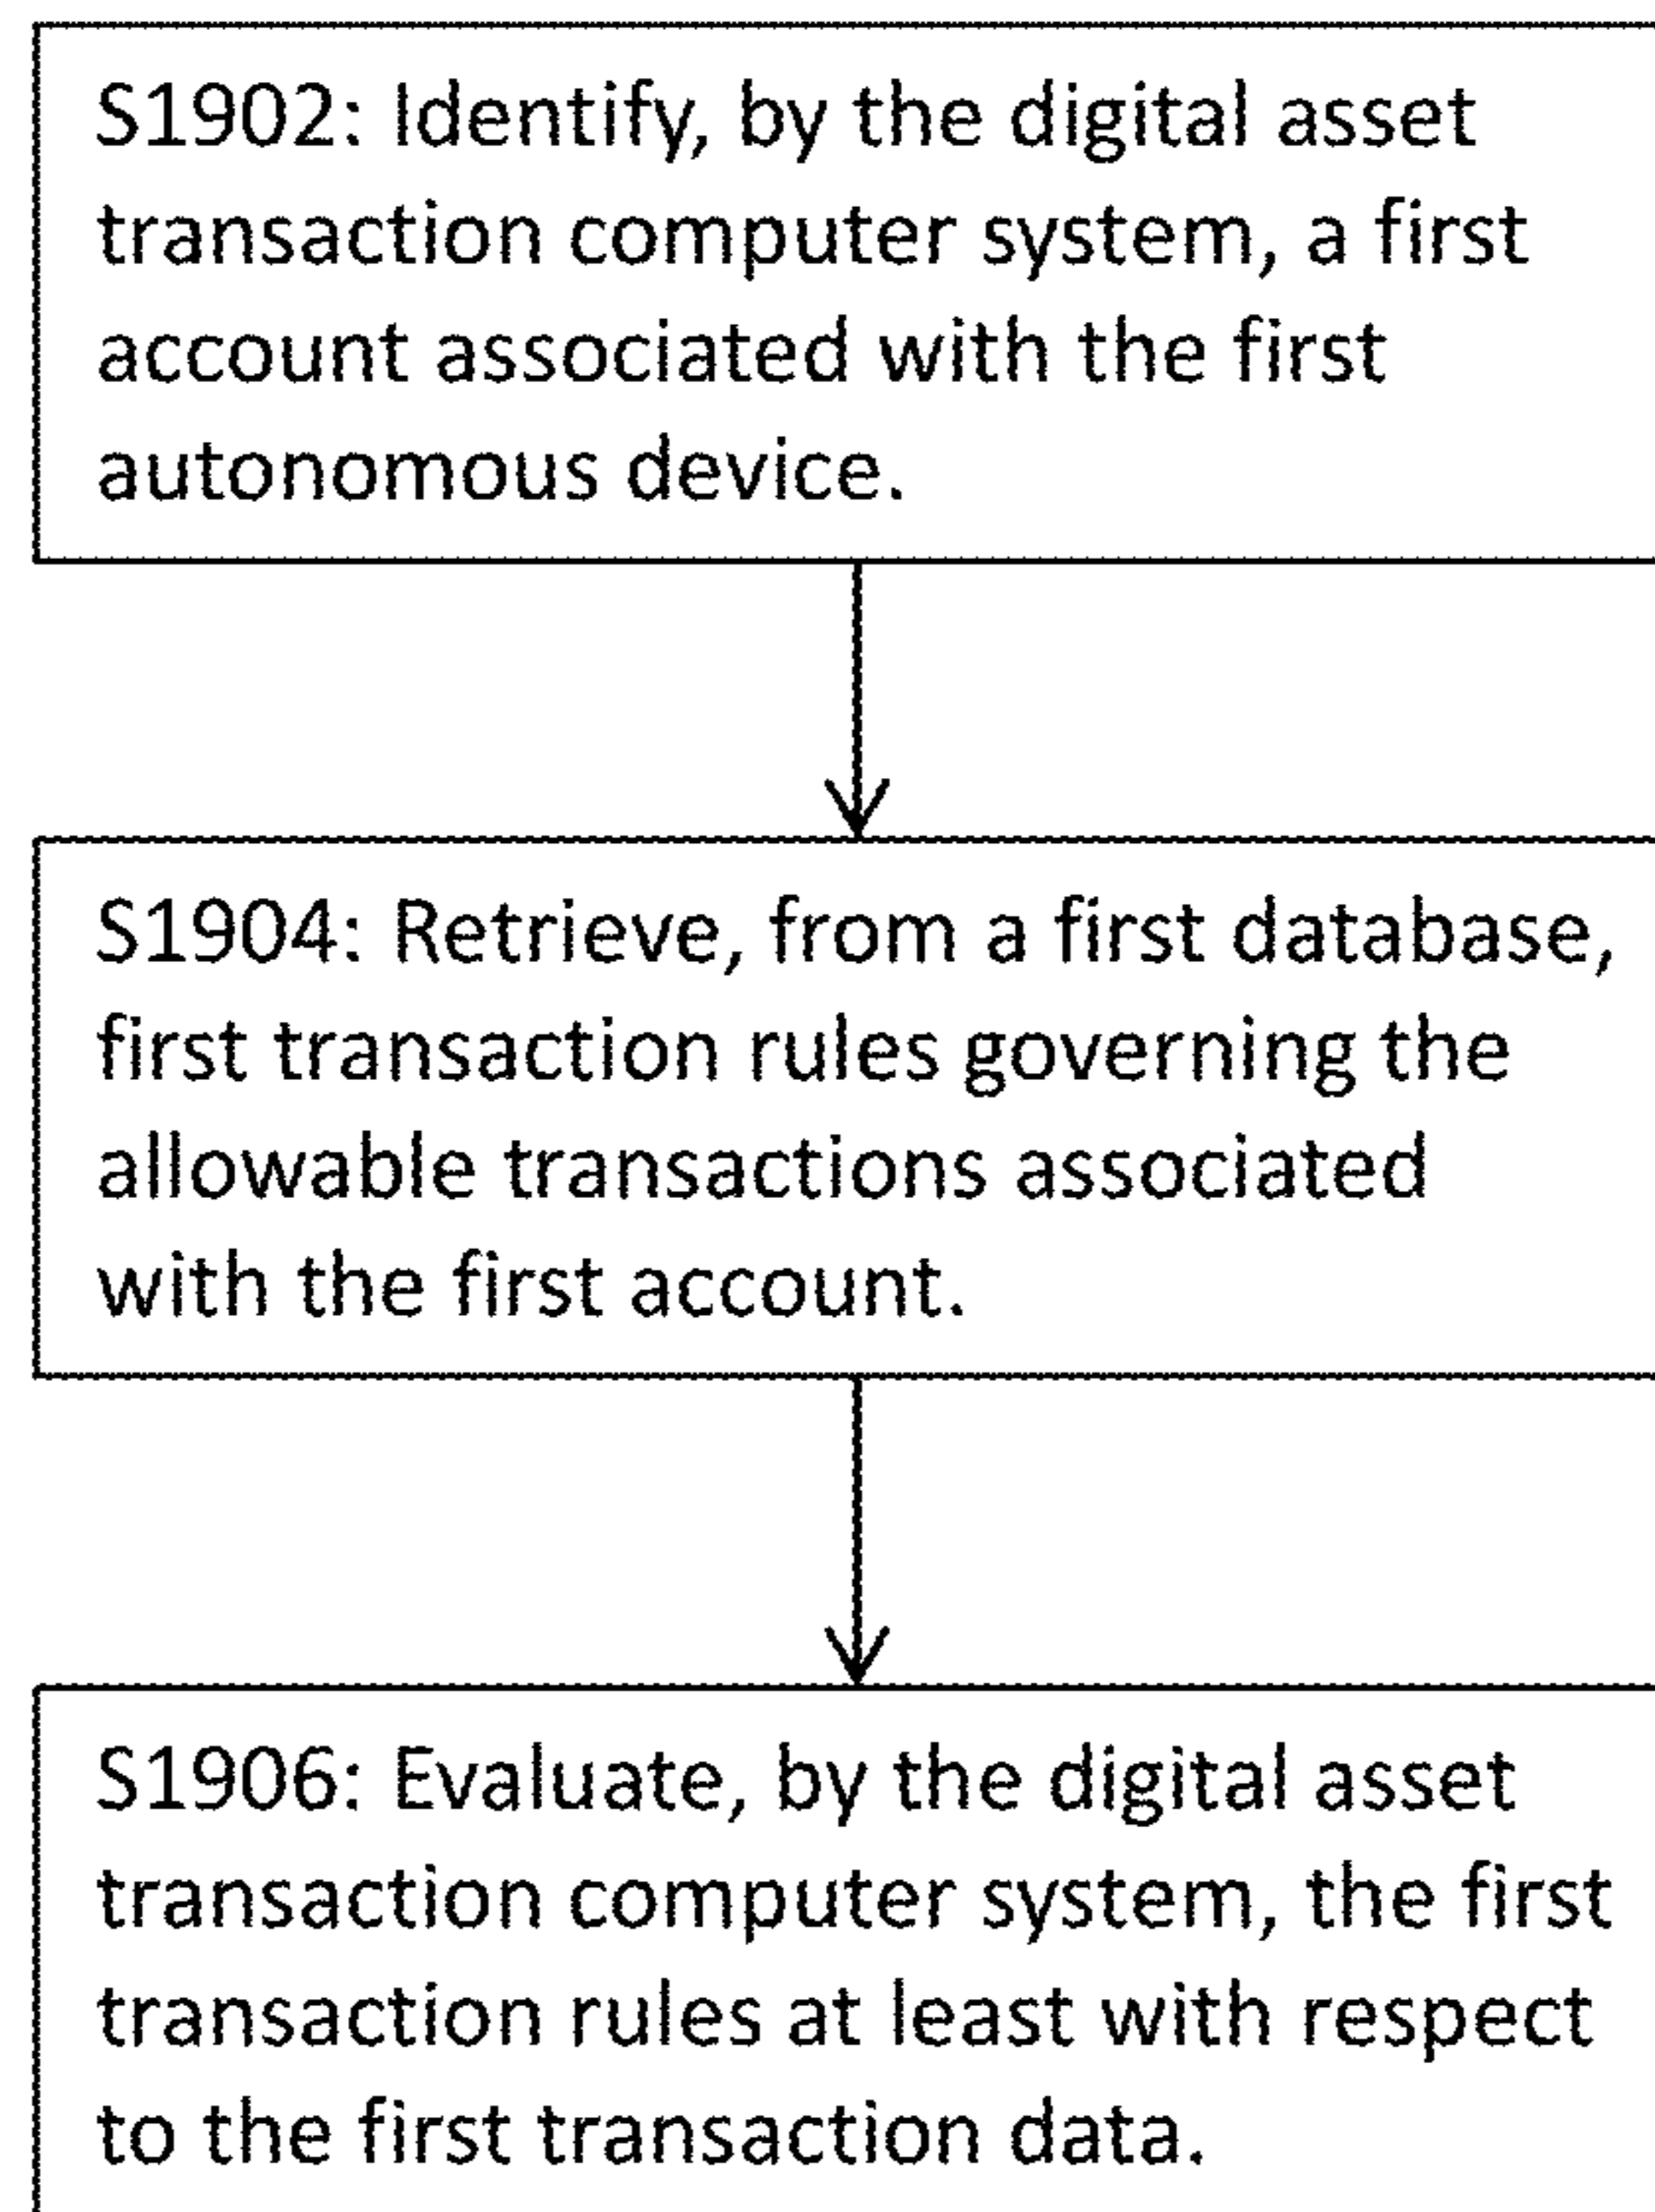 S1902: Identify, by the digital asset
transaction computer system, a first
account associated with the first
autonomous device.
S1904: Retrieve, from a first database,
first transaction rules governing the
allowable transactions associated
with the first account.
S1906: Evaluate, by the digital asset
transaction computer system, the first
transaction rules at least with respect
to the first transaction data.